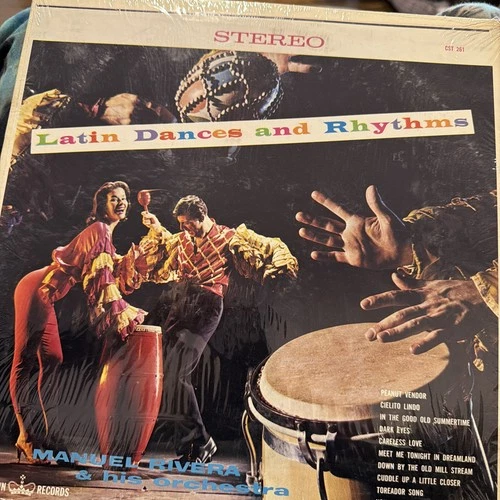 STEREO
CST 261
Latin Dances and Rhythms
PEANUT VENDOR
CIELITO LINDO
IN THE GOOD OLD SUMMERTIME
DARK EYES
CARELESS LOVE
MEET ME TONIGHT IN DREAMLAND
DOWN BY THE OLD MILL STREAM
CUDDLE UP A LITTLE CLOSER
TOREADOR SONG
MANUEL RIVERA
& his orchestra
RECORDS